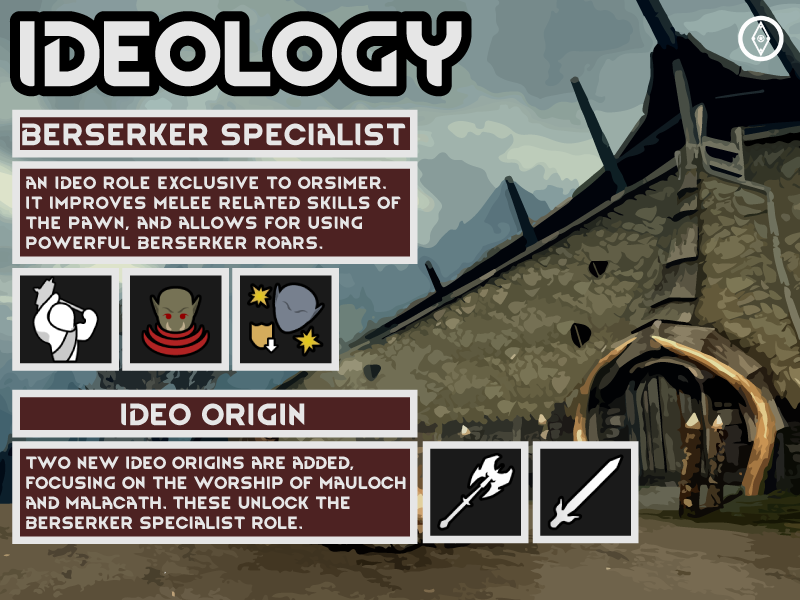 IDEOLOGY
BERSERKER SPECIALIST
AN IDEO ROLE EXCLUSIVE TO ORSIMER.
IT IMPROVES MELEE RELATED SKILLS OF
THE PAWN, AND ALLOWS FOR USING
POWERFUL BERSERKER ROARS.
IDEO ORIGIN
TWO NEW IDEO ORIGINS ARE ADDED,
FOCUSING ON THE WORSHIP OF MAULOCH
AND MALACATH. THESE UNLOCK THE
BERSERKER SPECIALIST ROLE.